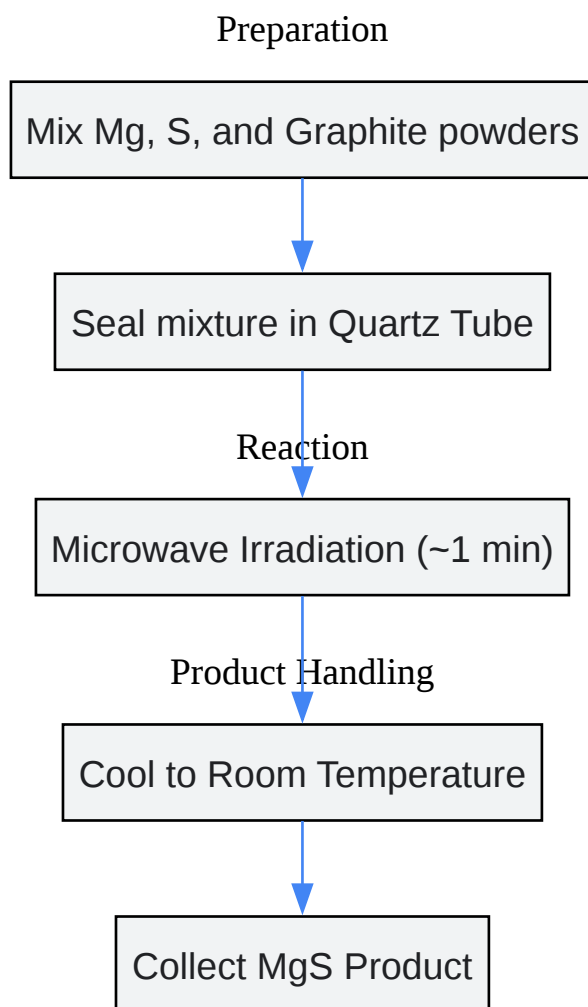 Preparation
Mix Mg, S, and Graphite powders
Seal mixture in Quartz Tube
Reaction
Microwave Irradiation (~1 min)
Product Handling
Cool to Room Temperature
Collect MgS Product